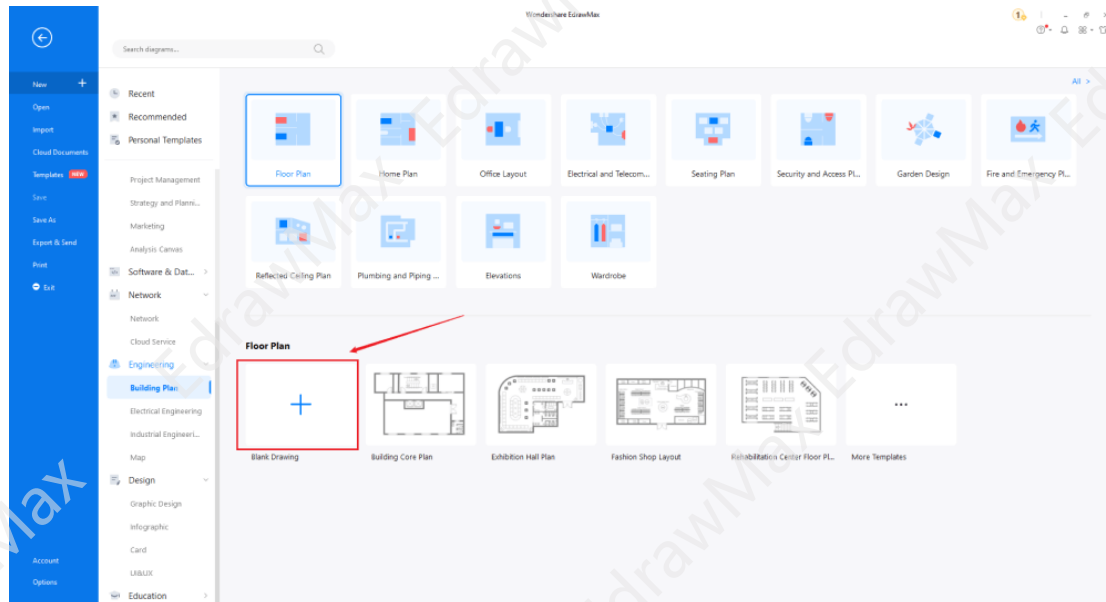 Wondershare EdrawMax
1
Search diagrams...
New +
Open
Import
Cloud Documents
Templates NEW
Save
Save As
Export & Send
Print
Exit
Account
Options
Recent
Recommended
Personal Templates
Project Management
Strategy and Planni...
Marketing
Analysis Canvas
Software & Dat... >
Network
Network
Cloud Service
Engineering
Building Plan
Electrical Engineering
Industrial Engineeri...
Map
Design
Graphic Design
Infographic
Card
UI&UX
Education >
All >
Floor Plan
Home Plan
Office Layout
Electrical and Telecom...
Seating Plan
Security and Access Pl...
Garden Design
Fire and Emergency Pl...
Reflected Ceiling Plan
Plumbing and Piping ...
Elevations
Wardrobe
Floor Plan
Blank Drawing
Building Core Plan
Exhibition Hall Plan
Fashion Shop Layout
Rehabilitation Center Floor Pl...
...
More Templates
EdrawMax
EdrawMax
EdrawMax
EdrawMax